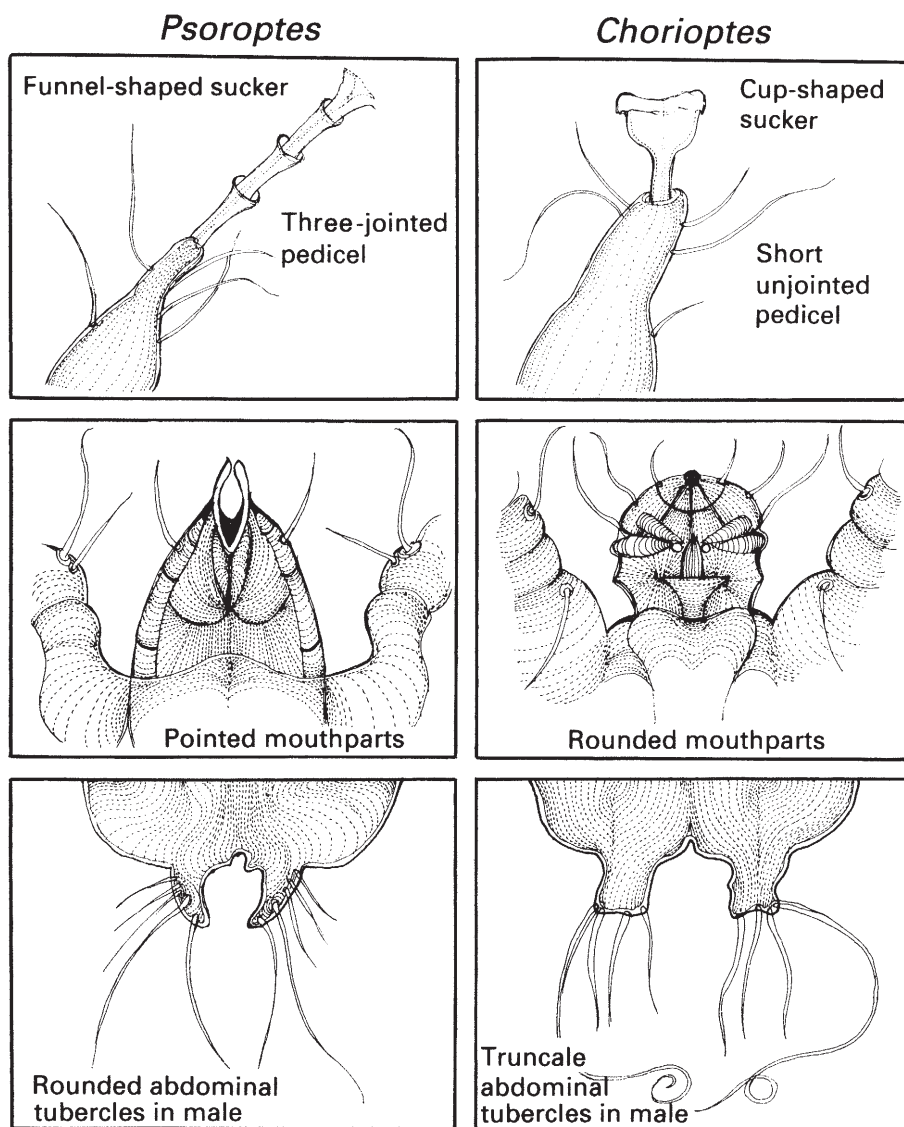 Psoroptes
Chorioptes
Funnel-shaped sucker
Three-jointed
pedicel
Cup-shaped
sucker
Short
unjointed
pedicel
Pointed mouthparts
Rounded mouthparts
Rounded abdominal
tubercles in male
Truncale
abdominal
tubercles in male